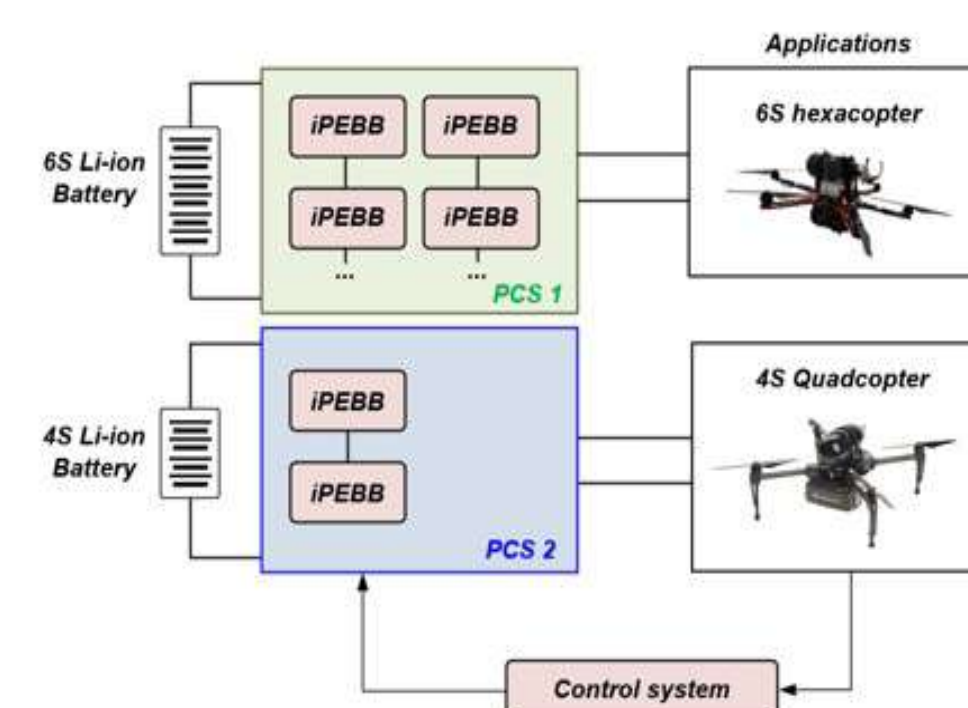 Applications
6S hexacopter
6S Li-ion
Battery
iPEBB iPEBB
iPEBB iPEBB
... ...
PCS 1
4S Li-ion
Battery
iPEBB
iPEBB
PCS 2
4S Quadcopter
Control system